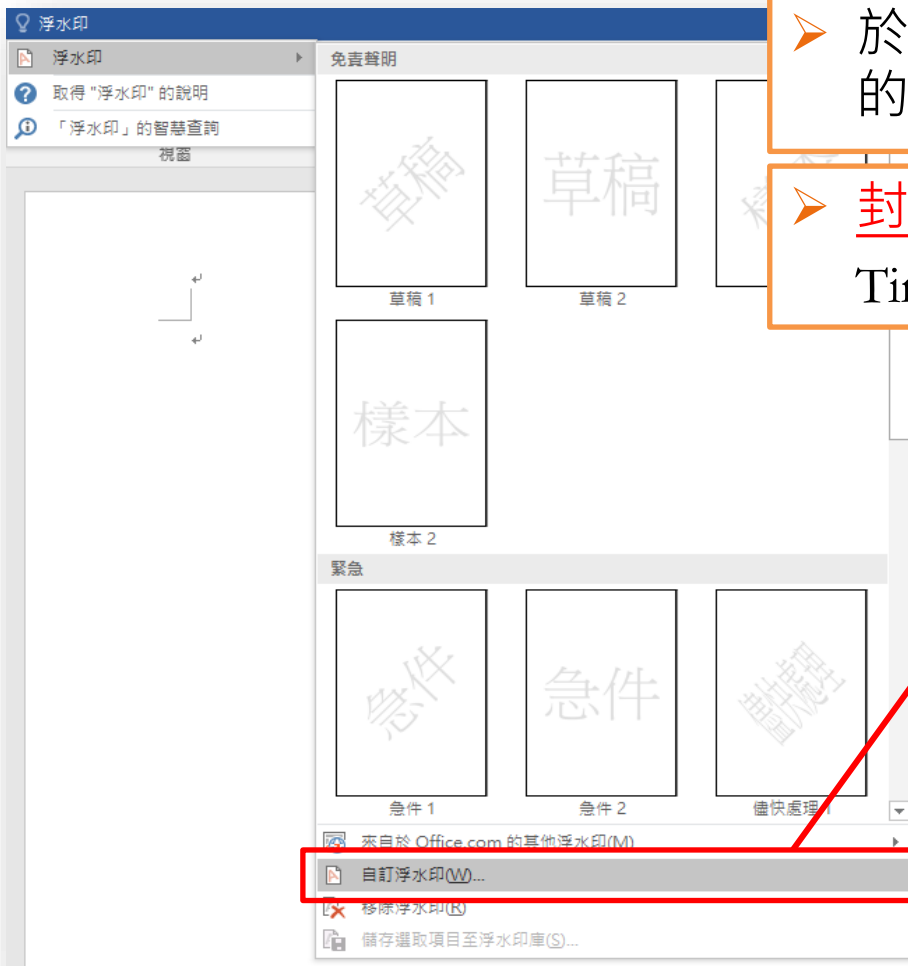 浮水印
浮水印
取得 "浮水印" 的說明
「浮水印」的智慧查詢
視窗
免責聲明
草稿
草稿
草稿 1
草稿 2
於
的
封
樣本
樣本 2
緊急
急件
急件
儘快處理
急件 1
急件 2
儘快處理 1
來自於 Office.com 的其他浮水印(M)
自訂浮水印(W)...
移除浮水印(R)
儲存選取項目至浮水印庫(S)...